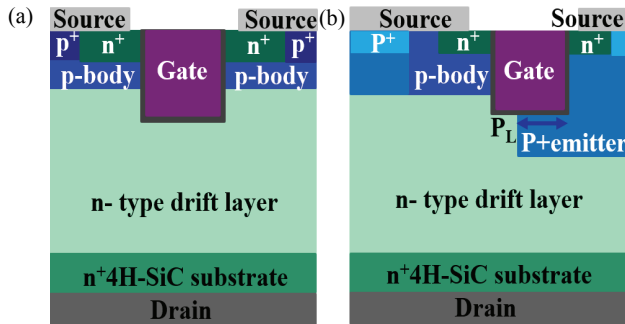 (a)
Source
Source
p+
n+
Gate
n+
p+
p-body
p-body
n- type drift layer
n+4H-SiC substrate
Drain
(b)
Source
Source
P+
n+
Gate
n+
p-body
PL
P+emitter
n- type drift layer
n+4H-SiC substrate
Drain